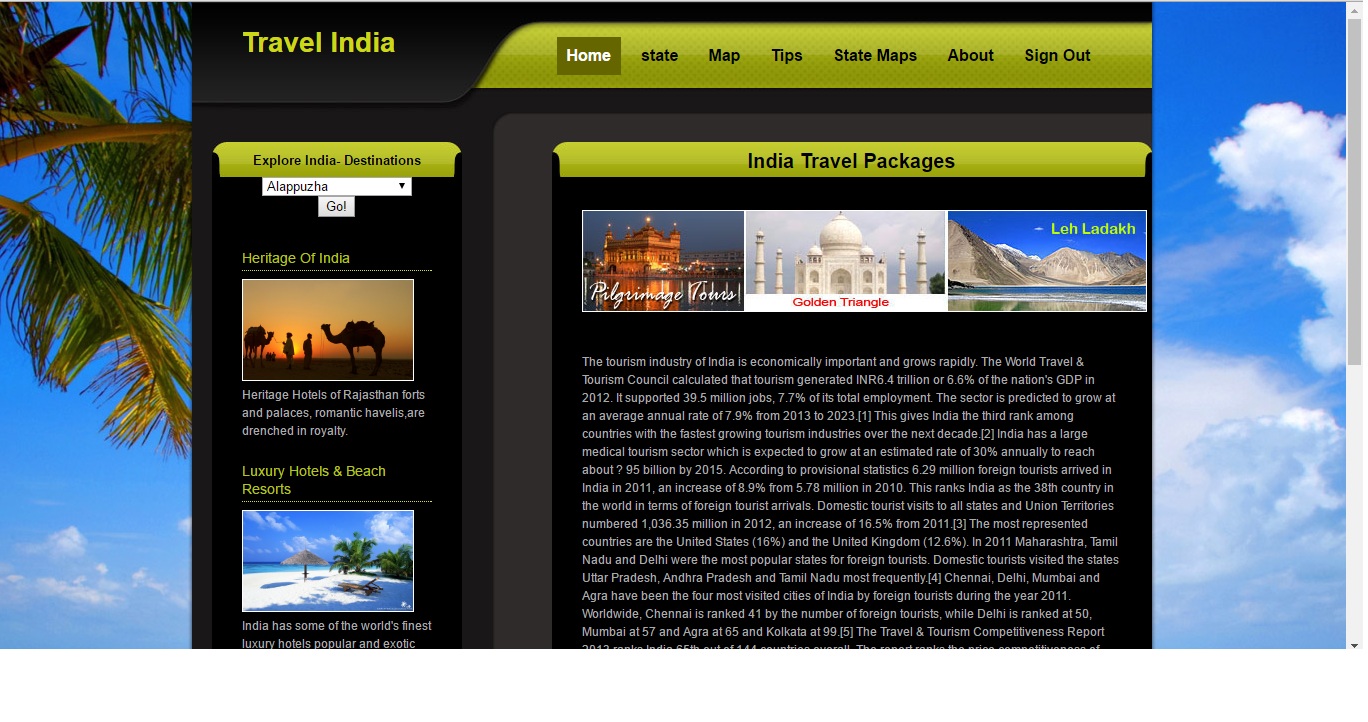 Travel India
Home state Map Tips State Maps About Sign Out
Explore India- Destinations
Alappuzha
Go!
Heritage Of India
Heritage Hotels of Rajasthan forts
and palaces, romantic havelis,are
drenched in royalty.
Luxury Hotels & Beach
Resorts
India has some of the world's finest
luxury hotels popular and exotic
India Travel Packages
Pilgrimage Tours
Golden Triangle
Leh Ladakh
The tourism industry of India is economically important and grows rapidly. The World Travel &
Tourism Council calculated that tourism generated INR6.4 trillion or 6.6% of the nation's GDP in
2012. It supported 39.5 million jobs, 7.7% of its total employment. The sector is predicted to grow at
an average annual rate of 7.9% from 2013 to 2023.[1] This gives India the third rank among
countries with the fastest growing tourism industries over the next decade.[2] India has a large
medical tourism sector which is expected to grow at an estimated rate of 30% annually to reach
about ? 95 billion by 2015. According to provisional statistics 6.29 million foreign tourists arrived in
India in 2011, an increase of 8.9% from 5.78 million in 2010. This ranks India as the 38th country in
the world in terms of foreign tourist arrivals. Domestic tourist visits to all states and Union Territories
numbered 1,036.35 million in 2012, an increase of 16.5% from 2011.[3] The most represented
countries are the United States (16%) and the United Kingdom (12.6%). In 2011 Maharashtra, Tamil
Nadu and Delhi were the most popular states for foreign tourists. Domestic tourists visited the states
Uttar Pradesh, Andhra Pradesh and Tamil Nadu most frequently.[4] Chennai, Delhi, Mumbai and
Agra have been the four most visited cities of India by foreign tourists during the year 2011.
Worldwide, Chennai is ranked 41 by the number of foreign tourists, while Delhi is ranked at 50,
Mumbai at 57 and Agra at 65 and Kolkata at 99.[5] The Travel & Tourism Competitiveness Report
2013 ranks India 65th out of 144 countries overall. The report ranks the price competitiveness of